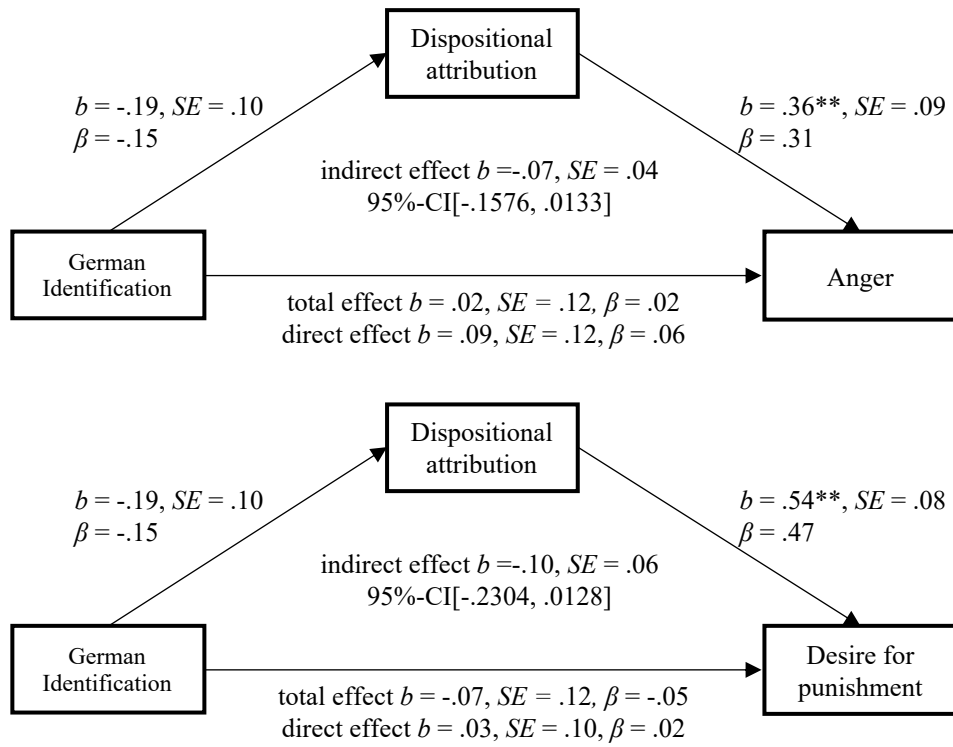 Dispositional
attribution
b = -.19, SE = .10
β = -.15
b = .36**, SE = .09
β = .31
indirect effect b =-.07, SE = .04
95%-CI[-.1576, .0133]
German
Identification
Anger
total effect b = .02, SE = .12, β = .02
direct effect b = .09, SE = .12, β = .06
Dispositional
attribution
b = -.19, SE = .10
β = -.15
b = .54**, SE = .08
β = .47
indirect effect b =-.10, SE = .06
95%-CI[-.2304, .0128]
German
Identification
Desire for
punishment
total effect b = -.07, SE = .12, β = -.05
direct effect b = .03, SE = .10, β = .02